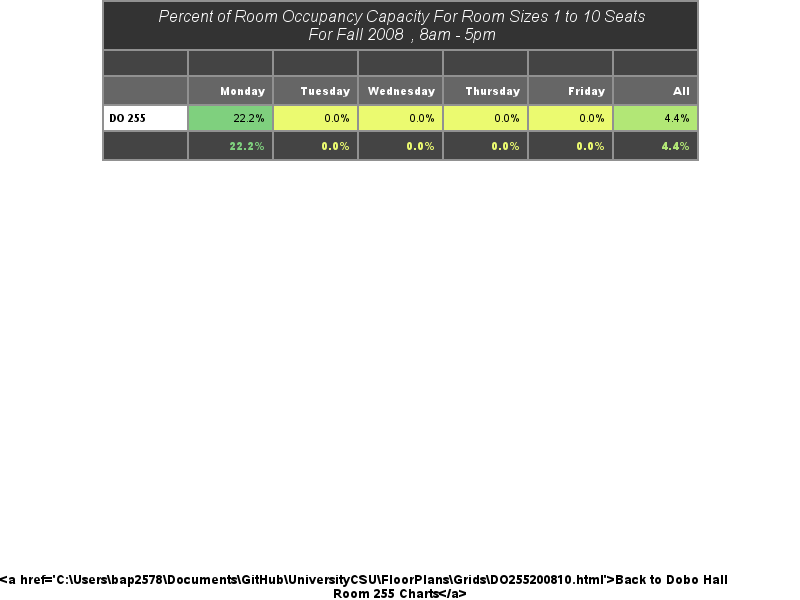 Percent of Room Occupancy Capacity For Room Sizes 1 to 10 Seats
For Fall 2008 , 8am - 5pm
Monday Tuesday Wednesday Thursday Friday All
DO 255 22.2% 0.0% 0.0% 0.0% 0.0% 4.4%
22.2% 0.0% 0.0% 0.0% 0.0% 4.4%
<a href='C:\Users\bap2578\Documents\GitHub\UniversityCSU\FloorPlans\Grids\DO255200810.html'>Back to Dobo Hall
Room 255 Charts</a>